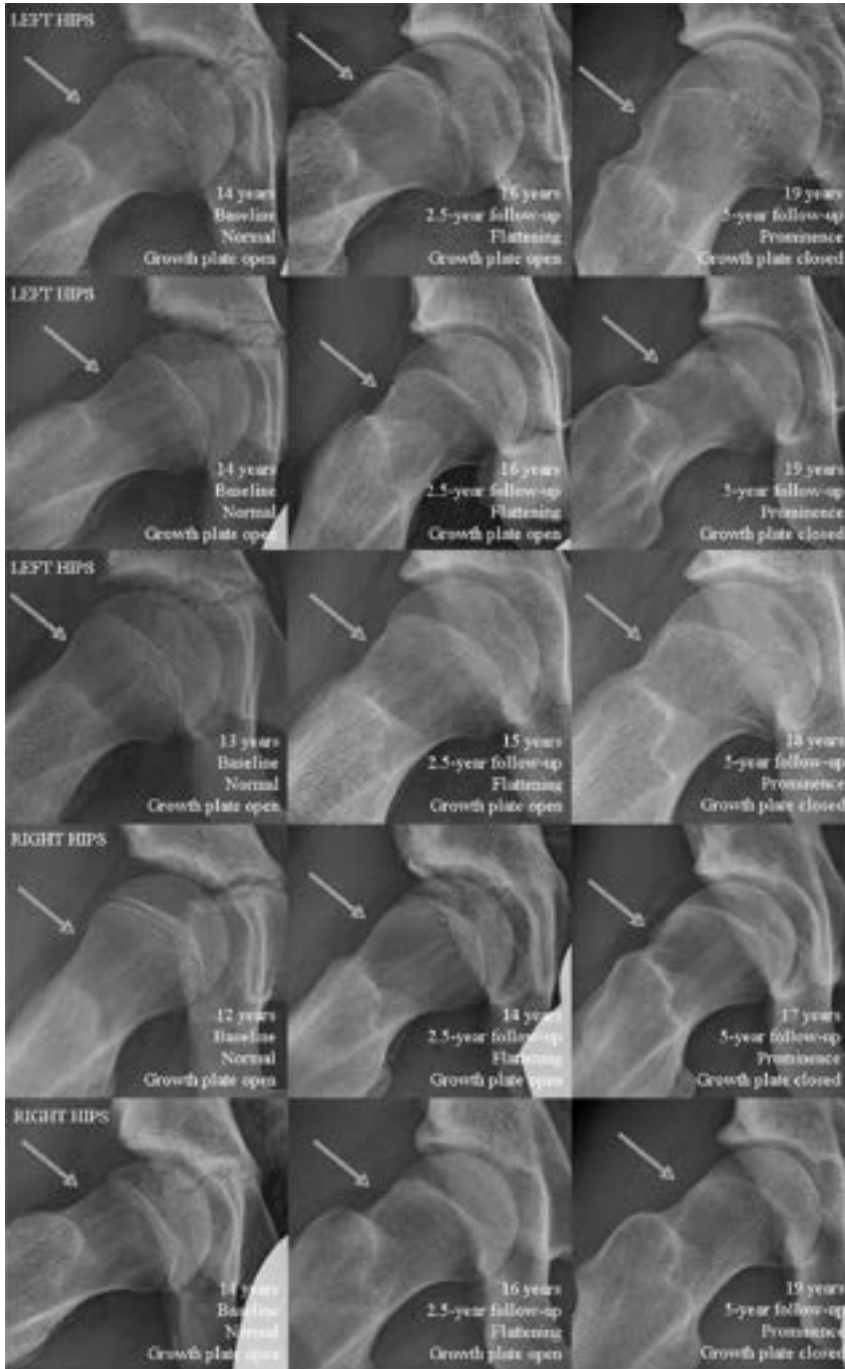 LEFT HIPS
14 years
Baseline
Normal
Growth plate open
16 years
2.5-year follow-up
Flattening
Growth plate open
19 years
5-year follow-up
Prominence
Growth plate closed
LEFT HIPS
14 years
Baseline
Normal
Growth plate open
16 years
2.5-year follow-up
Flattening
Growth plate open
19 years
5-year follow-up
Prominence
Growth plate closed
LEFT HIPS
13 years
Baseline
Normal
Growth plate open
15 years
2.5-year follow-up
Flattening
Growth plate open
18 years
5-year follow-up
Prominence
Growth plate closed
RIGHT HIPS
12 years
Baseline
Normal
Growth plate open
14 years
2.5-year follow-up
Flattening
Growth plate open
17 years
5-year follow-up
Prominence
Growth plate closed
RIGHT HIPS
14 years
Baseline
Normal
Growth plate open
16 years
2.5-year follow-up
Flattening
Growth plate open
19 years
5-year follow-up
Prominence
Growth plate closed